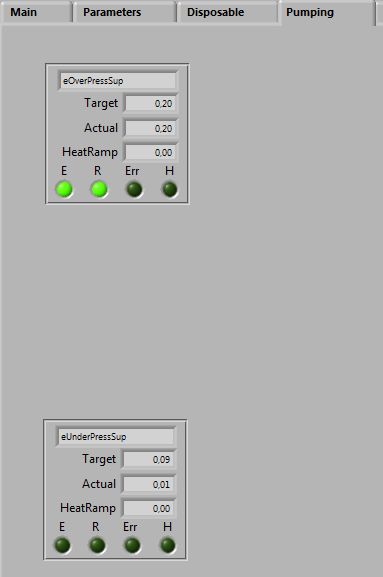 Main Parameters Disposable Pumping
eOverPressSup
Target 0,20
Actual 0,20
HeatRamp 0,00
E R Err H
eUnderPressSup
Target 0,09
Actual 0,01
HeatRamp 0,00
E R Err H